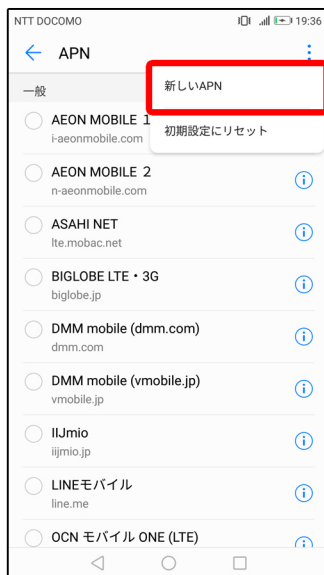 NTT DOCOMO 19:36
APN
一般
新しいAPN
初期設定にリセット
AEON MOBILE 1
i-aeonmobile.com
AEON MOBILE 2
n-aeonmobile.com
ASAHI NET
lte.mobac.net
BIGLOBE LTE・3G
biglobe.jp
DMM mobile (dmm.com)
dmm.com
DMM mobile (vmobile.jp)
vmobile.jp
IIJmio
iijmio.jp
LINEモバイル
line.me
OCN モバイル ONE (LTE)